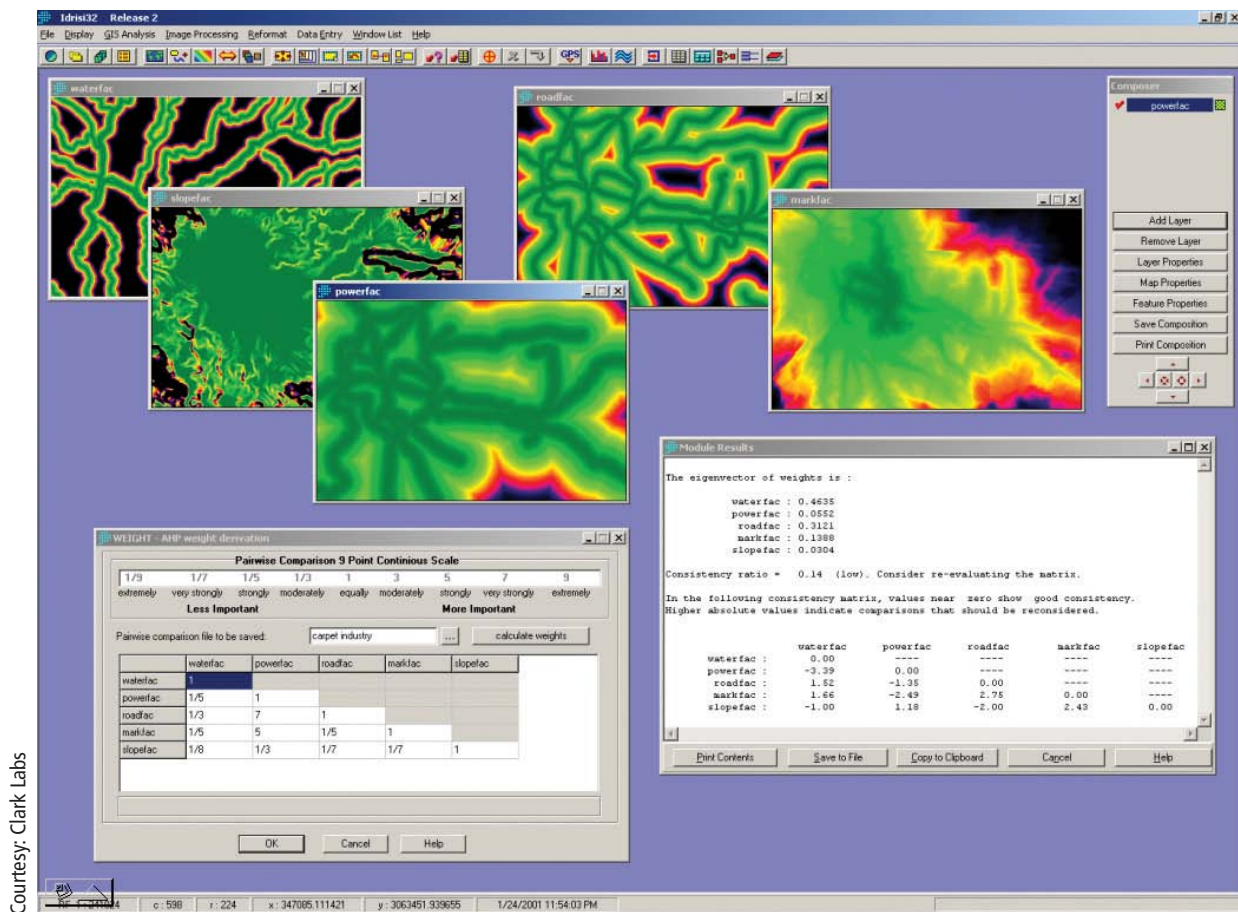 Idrisi32 Release 2
File Display GIS Analysis Image Processing Reformat Data Entry Window List Help
GPS
waterfac
roadfac
Composer
powerfac
slopefac
markfac
powerfac
Add Layer
Remove Layer
Layer Properties
Map Properties
Feature Properties
Save Composition
Print Composition
Module Results
The eigenvector of weights is :
waterfac : 0.4635
powerfac : 0.0552
roadfac : 0.3121
markfac : 0.1388
slopefac : 0.0304
Consistency ratio = 0.14 (low). Consider re-evaluating the matrix.
In the following consistency matrix, values near zero show good consistency.
Higher absolute values indicate comparisons that should be reconsidered.
waterfac powerfac roadfac markfac slopefac
waterfac : 0.00 ---- ---- ---- ----
powerfac : -3.39 0.00 ---- ---- ----
roadfac : 1.52 -1.35 0.00 ---- ----
markfac : 1.66 -2.49 2.75 0.00 ----
slopefac : -1.00 1.18 -2.00 2.43 0.00
Print Contents Save to File Copy to Clipboard Cancel Help
WEIGHT - AHP weight derivation
Pairwise Comparison 9 Point Continious Scale
1/9 1/7 1/5 1/3 1 3 5 7 9
extremely very strongly strongly moderately equally moderately strongly very strongly extremely
Less Important More Important
Pairwise comparison file to be saved: carpet industry ... calculate weights
waterfac powerfac roadfac markfac slopefac
waterfac 1
powerfac 1/5 1
roadfac 1/3 7 1
markfac 1/5 5 1/5 1
slopefac 1/8 1/3 1/7 1/7 1
OK Cancel Help
c : 598 r : 224 x : 347085.111421 y : 3063451.939655 1/24/2001 11:54:03 PM
Courtesy: Clark Labs